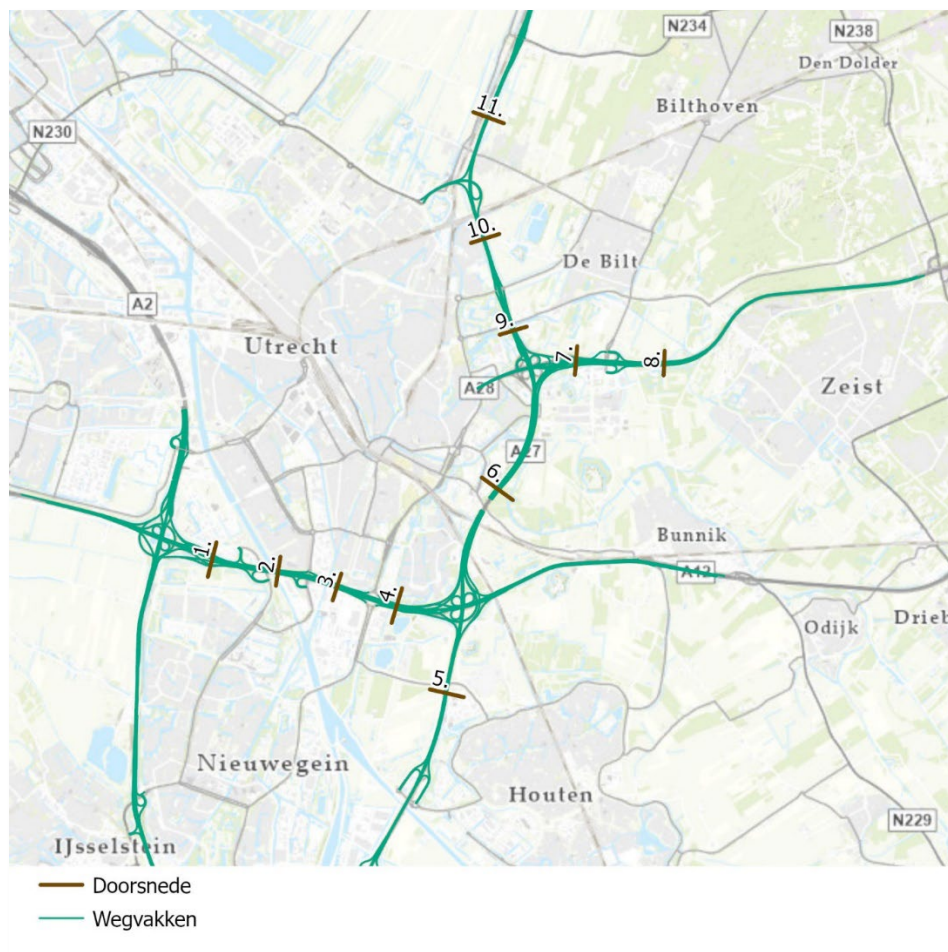 N234
N238
Den Dolder
11.
Bilthoven
N230
10.
De Bilt
A2
9.
Utrecht
7.
8.
A28
Zeist
A27
6.
Bunnik
1.
2.
3.
4.
A12
Odijk
Drieb
5.
Nieuwegein
Houten
N229
IJsselstein
Doorsnede
Wegvakken